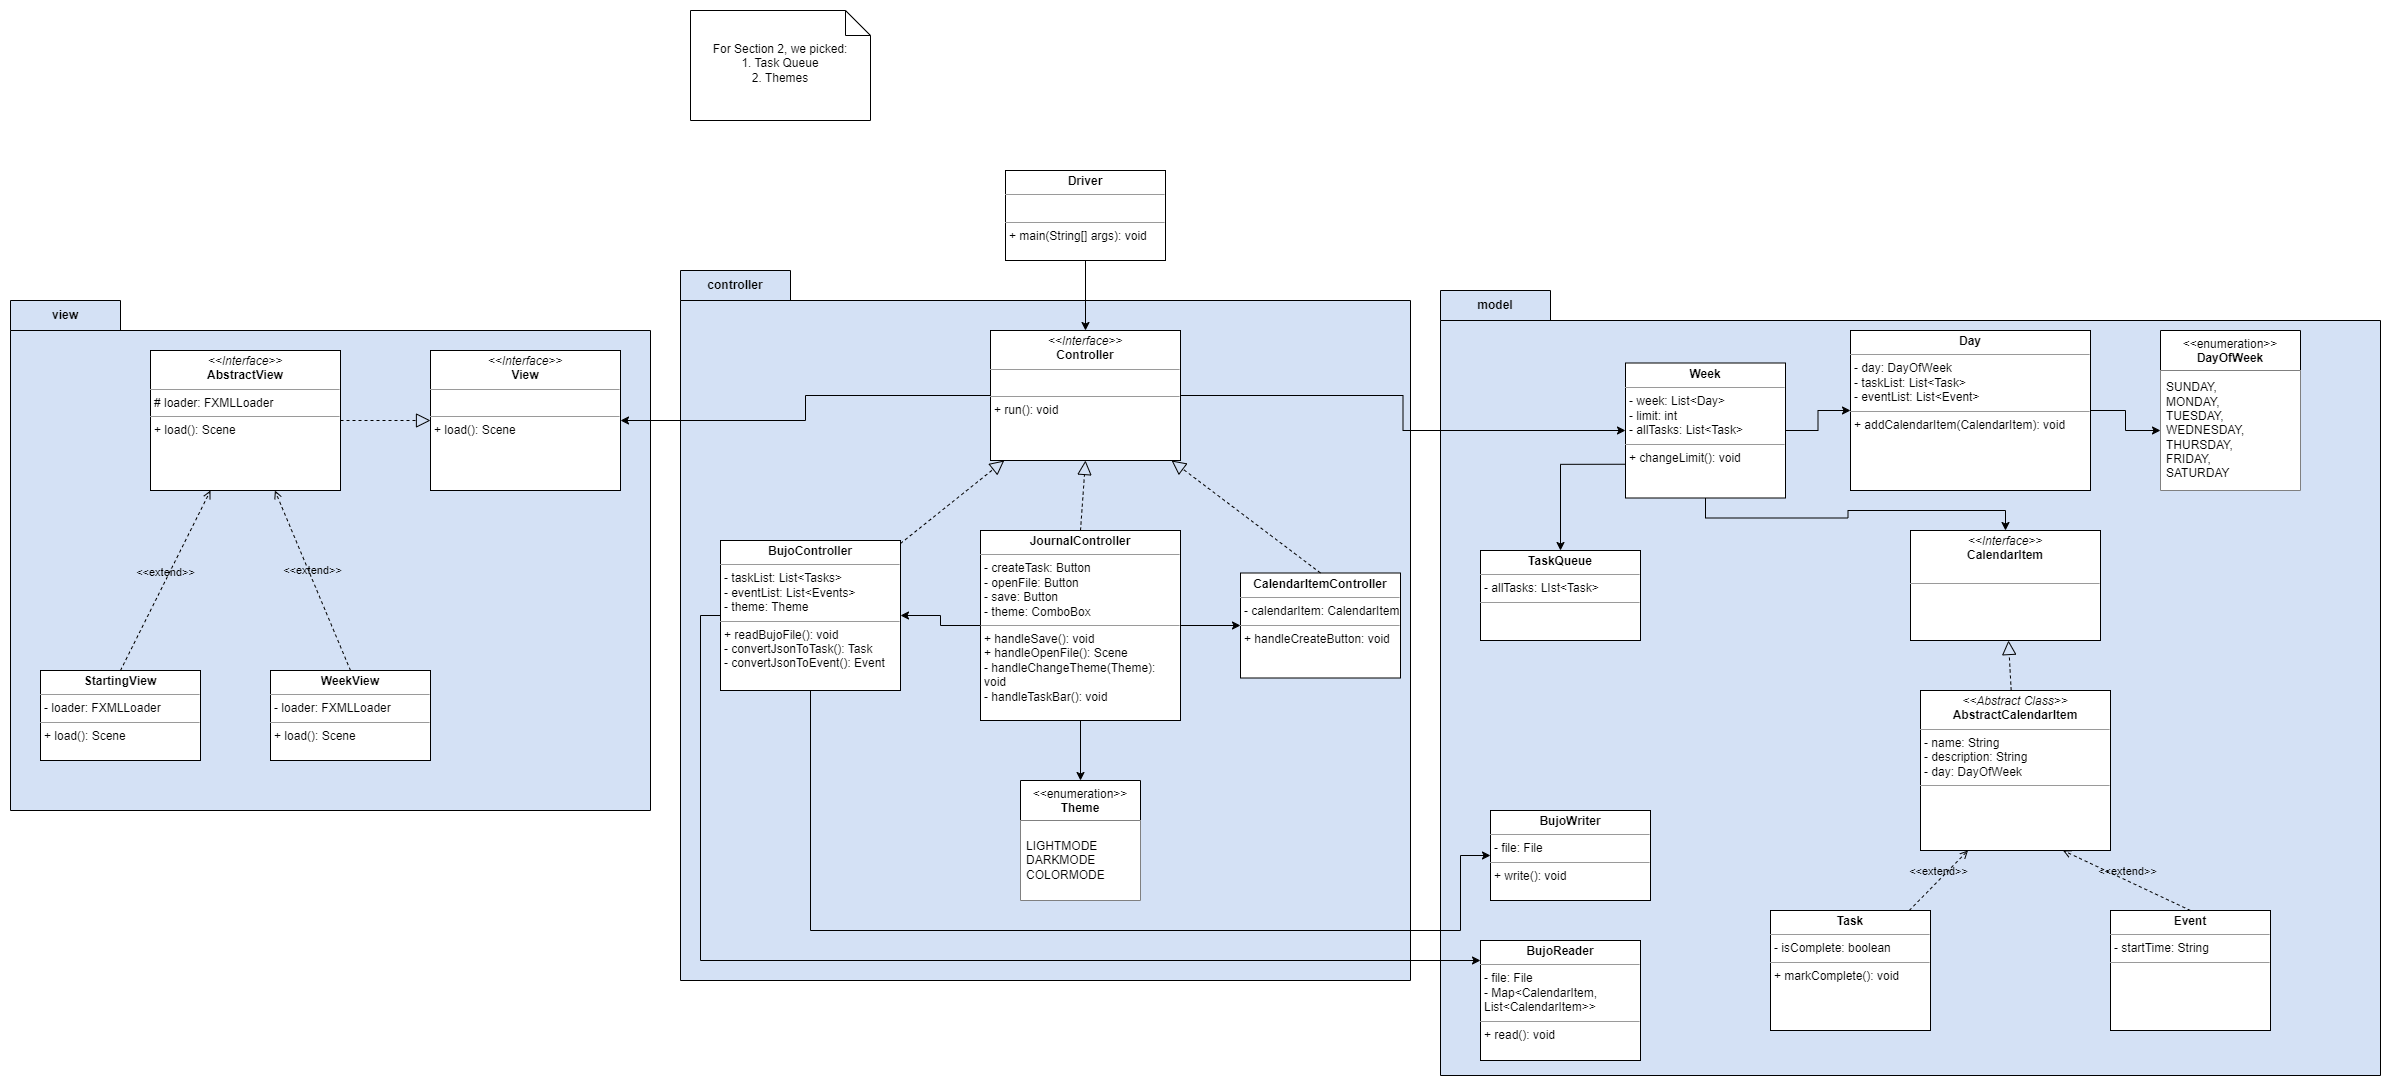 For Section 2, we picked:
1. Task Queue
2. Themes
Driver
+ main(String[] args): void
view
<<Interface>>
AbstractView
# loader: FXMLLoader
+ load(): Scene
<<Interface>>
View
+ load(): Scene
<<extend>>
<<extend>>
StartingView
- loader: FXMLLoader
+ load(): Scene
WeekView
- loader: FXMLLoader
+ load(): Scene
controller
<<Interface>>
Controller
+ run(): void
BujoController
- taskList: List<Tasks>
- eventList: List<Events>
- theme: Theme
+ readBujoFile(): void
- convertJsonToTask(): Task
- convertJsonToEvent(): Event
JournalController
- createTask: Button
- openFile: Button
- save: Button
- theme: ComboBox
+ handleSave(): void
+ handleOpenFile(): Scene
- handleChangeTheme(Theme):
void
- handleTaskBar(): void
CalendarItemController
- calendarItem: CalendarItem
+ handleCreateButton: void
<<enumeration>>
Theme
LIGHTMODE
DARKMODE
COLORMODE
model
Week
- week: List<Day>
- limit: int
- allTasks: List<Task>
+ changeLimit(): void
Day
- day: DayOfWeek
- taskList: List<Task>
- eventList: List<Event>
+ addCalendarItem(CalendarItem): void
<<enumeration>>
DayOfWeek
SUNDAY,
MONDAY,
TUESDAY,
WEDNESDAY,
THURSDAY,
FRIDAY,
SATURDAY
TaskQueue
- allTasks: LIst<Task>
<<Interface>>
CalendarItem
<<Abstract Class>>
AbstractCalendarItem
- name: String
- description: String
- day: DayOfWeek
<<extend>>
<<extend>>
Task
- isComplete: boolean
+ markComplete(): void
Event
- startTime: String
BujoWriter
- file: File
+ write(): void
BujoReader
- file: File
- Map<CalendarItem,
List<CalendarItem>>
+ read(): void